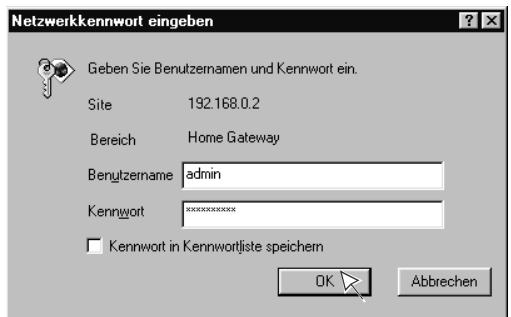 Netzwerkkennwort eingeben
Geben Sie Benutzernamen und Kennwort ein.
Site 192.168.0.2
Bereich Home Gateway
Benutzername admin
Kennwort xxxxxxxxxx
Kennwort in Kennwortliste speichern
OK Abbrechen